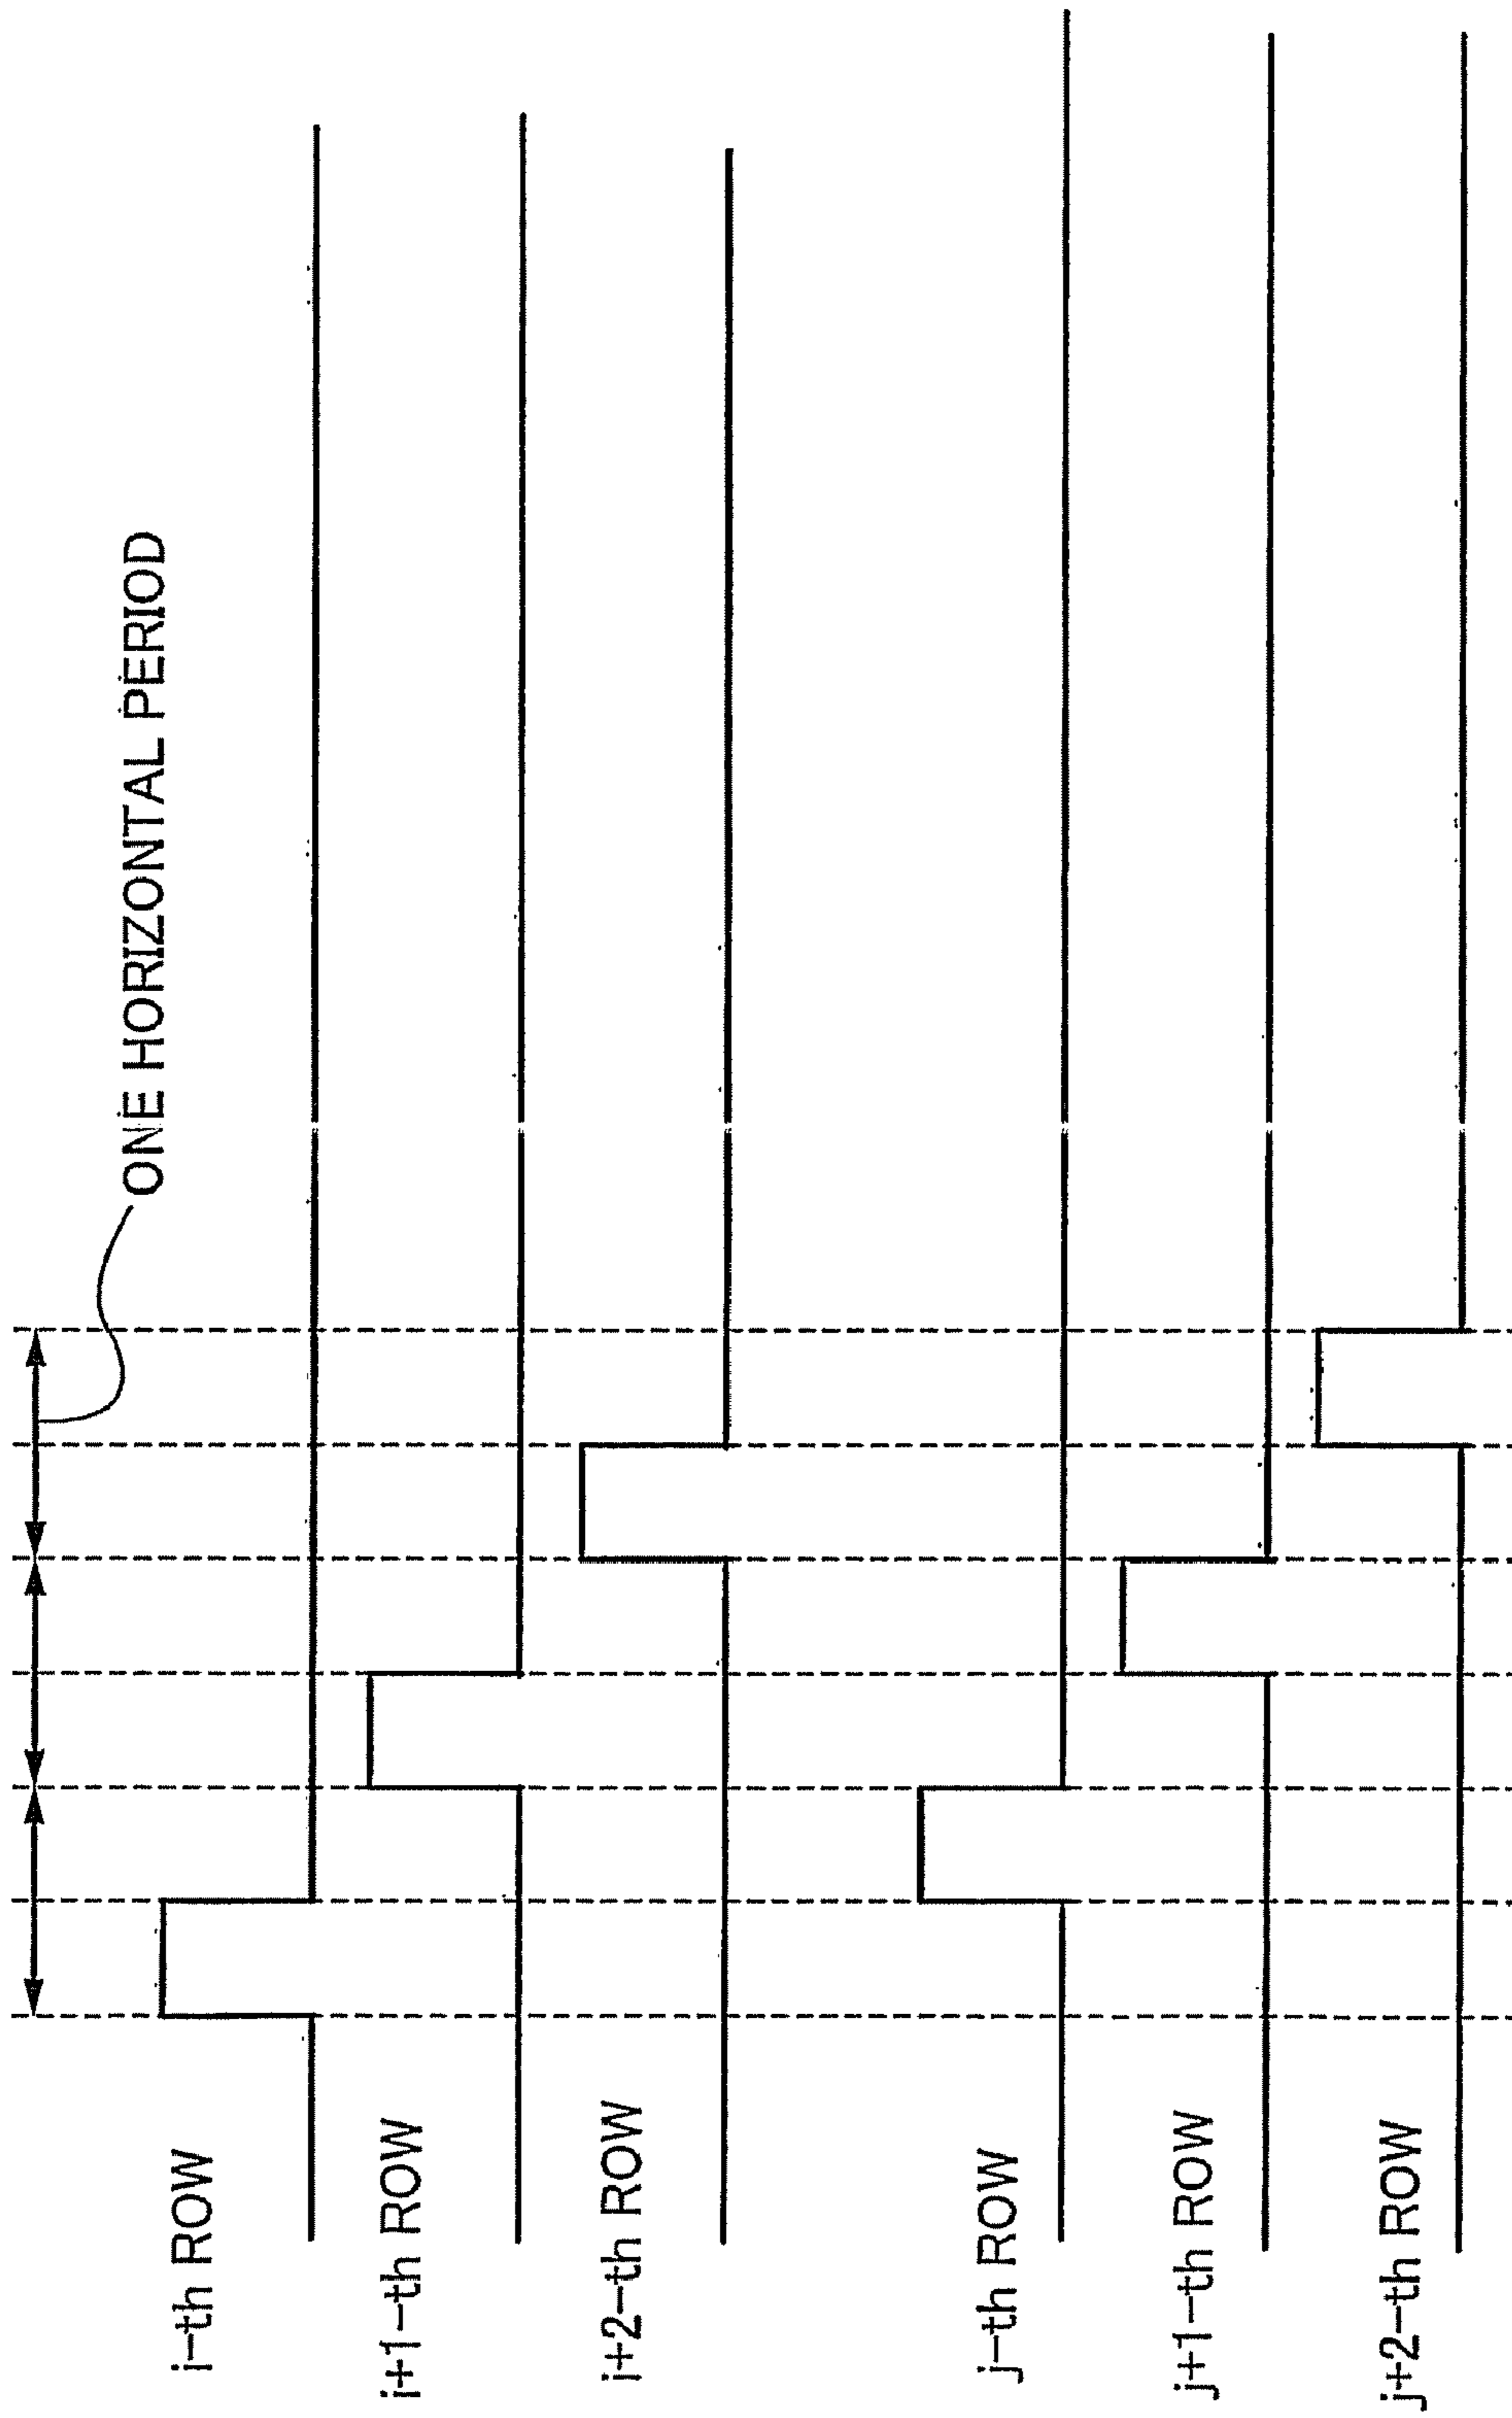 ONE HORIZONTAL PERIOD
i-th ROW
i+1-th ROW
i+2-th ROW
j-th ROW
j+1-th ROW
j+2-th ROW